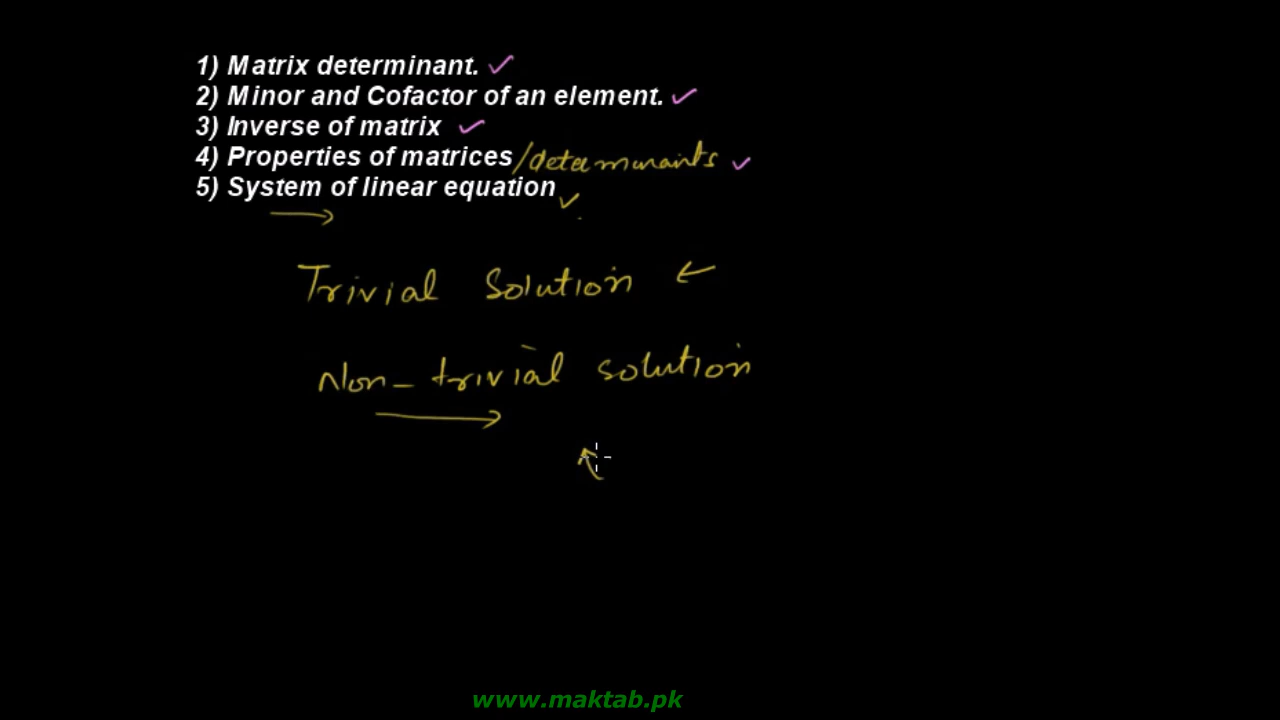 1) Matrix determinant.
2) Minor and Cofactor of an element.
3) Inverse of matrix
4) Properties of matrices/determinants
5) System of linear equation
Trivial Solution
Non-trivial solution
www.maktab.pk